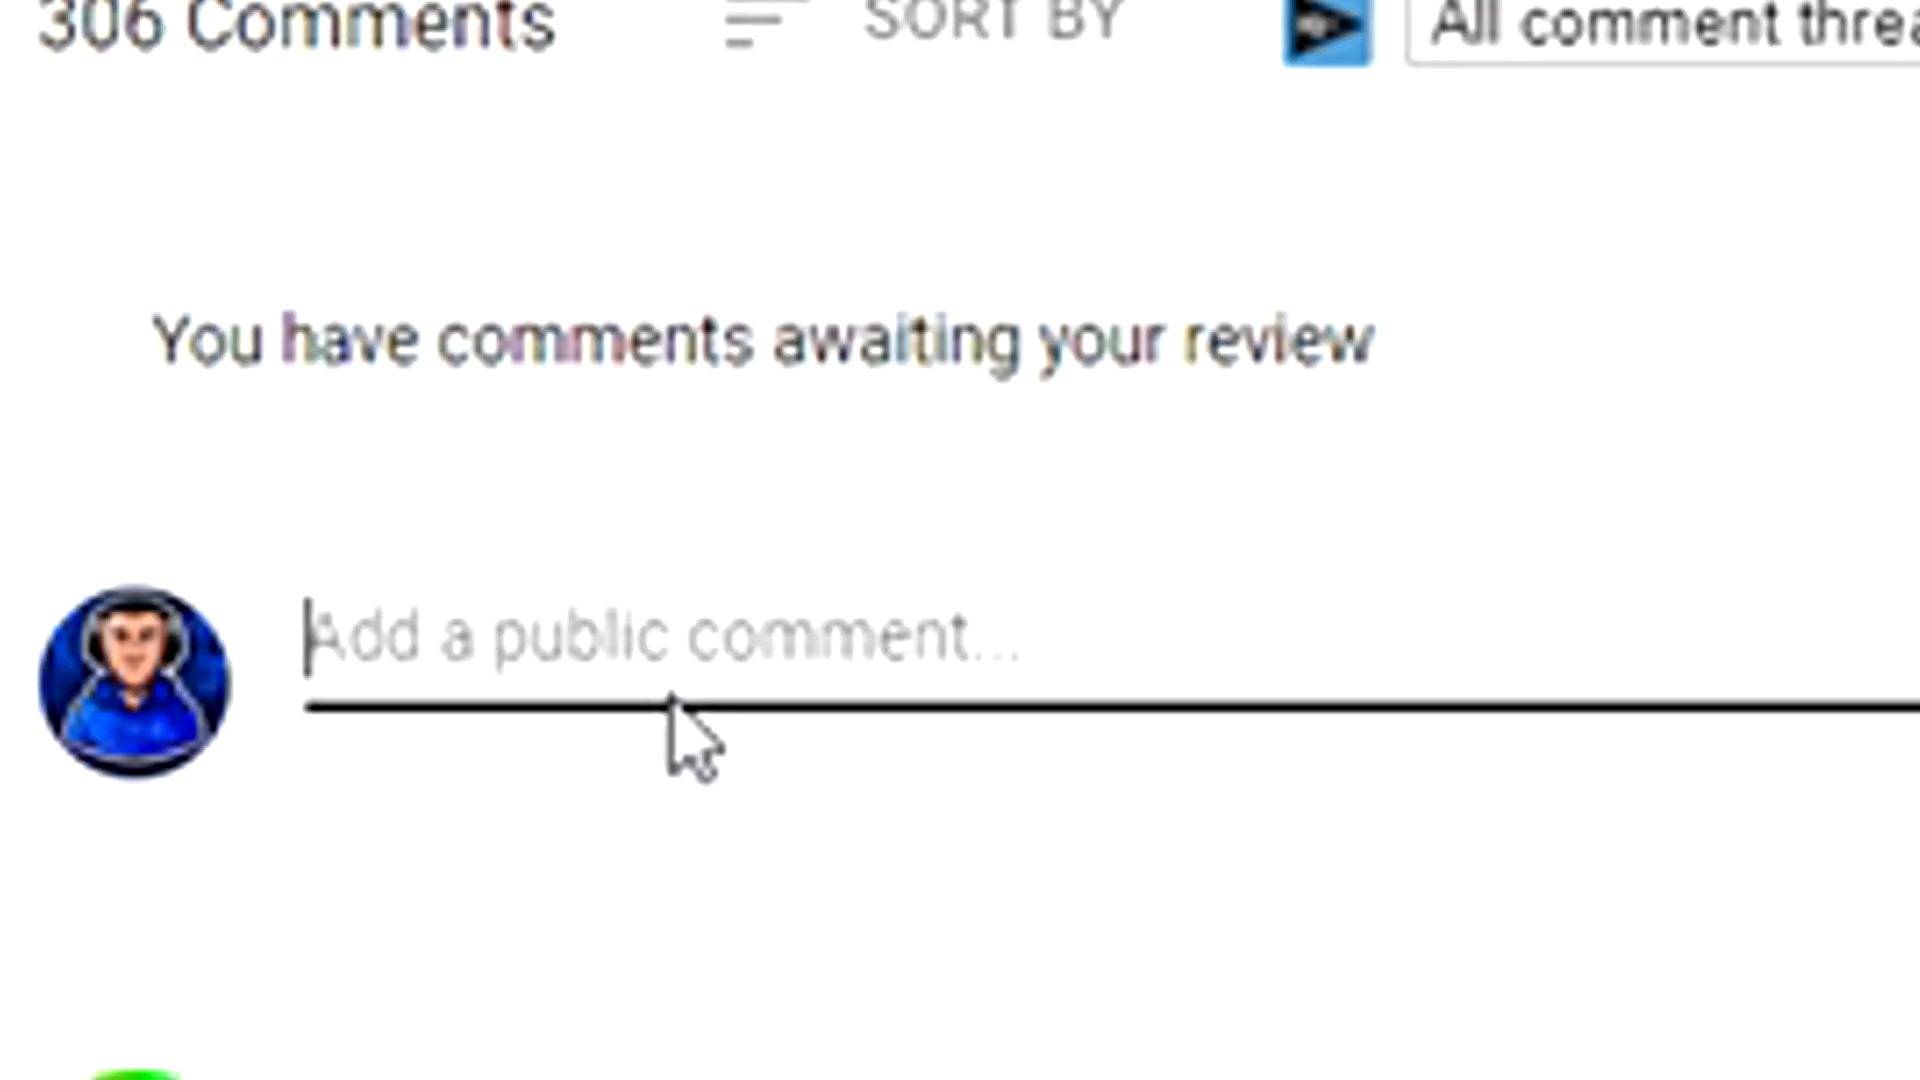 306 Comments SORT BY All comment threa
You have comments awaiting your review
Add a public comment...